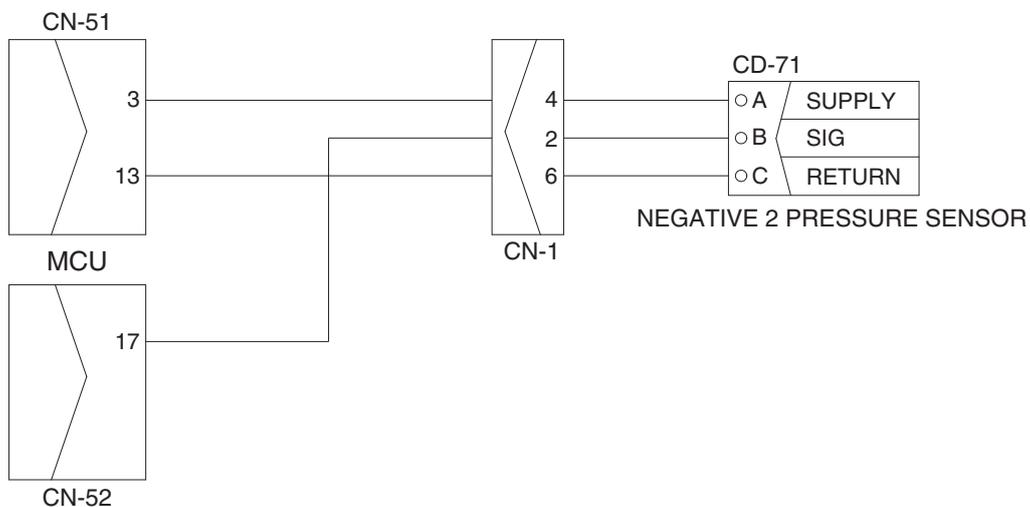 CN-51
3
13
MCU
17
CN-52
4
2
6
CN-1
CD-71
A SUPPLY
B SIG
C RETURN
NEGATIVE 2 PRESSURE SENSOR